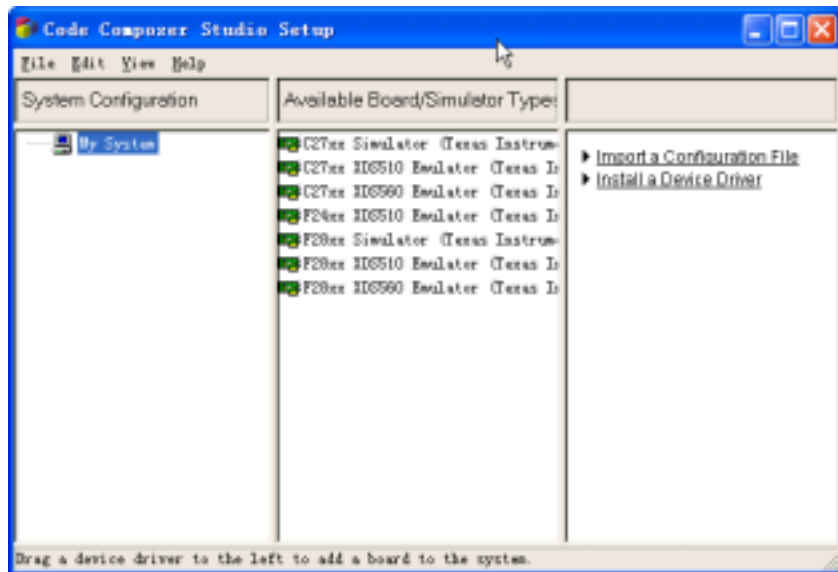 Code Composer Studio Setup
File Edit View Help
System Configuration
Available Board/Simulator Types
My System
C27xx Simulator (Texas Instrum
C27xx XDS510 Emulator (Texas In
C27xx XDS560 Emulator (Texas In
F24xx XDS510 Emulator (Texas In
F28xx Simulator (Texas Instrum
F28xx XDS510 Emulator (Texas In
F28xx XDS560 Emulator (Texas In
Import a Configuration File
Install a Device Driver
Drag a device driver to the left to add a board to the system.